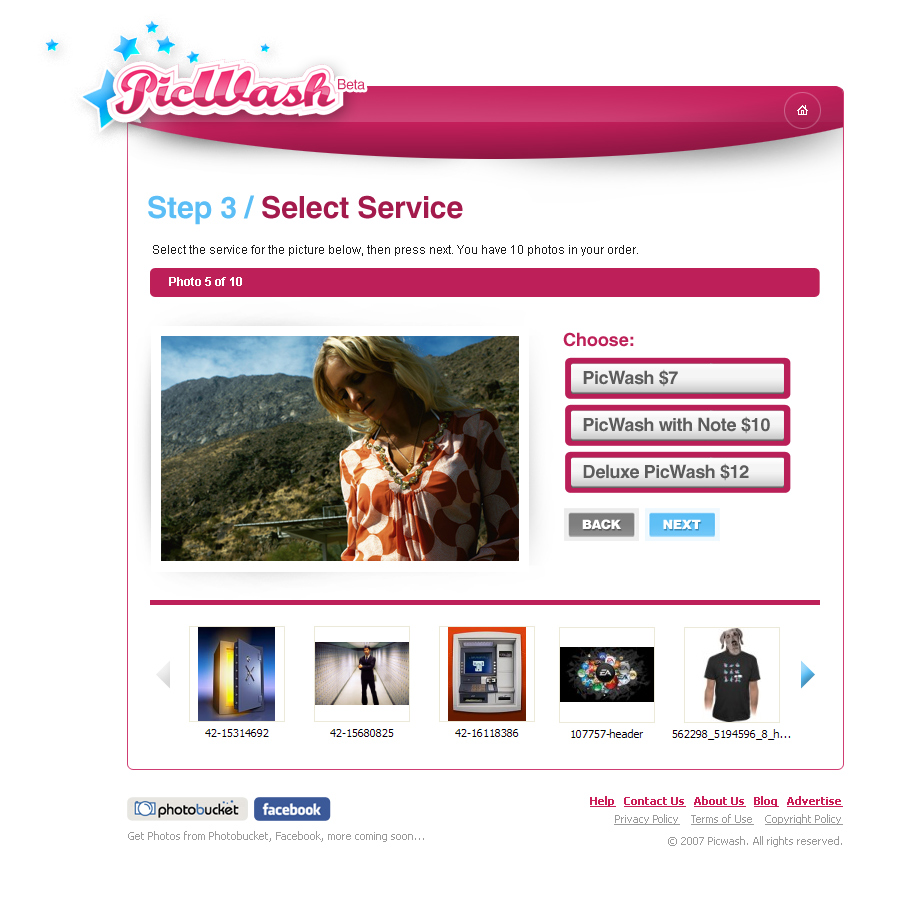 PicWash Beta
Step 3 / Select Service
Select the service for the picture below, then press next. You have 10 photos in your order.
Photo 5 of 10
Choose:
PicWash $7
PicWash with Note $10
Deluxe PicWash $12
BACK NEXT
EA
42-15314692 42-15680825 42-16118386 107757-header 562298_5194596_8_h...
photobucket facebook
Get Photos from Photobucket, Facebook, more coming soon...
Help Contact Us About Us Blog Advertise
Privacy Policy Terms of Use Copyright Policy
© 2007 Picwash. All rights reserved.